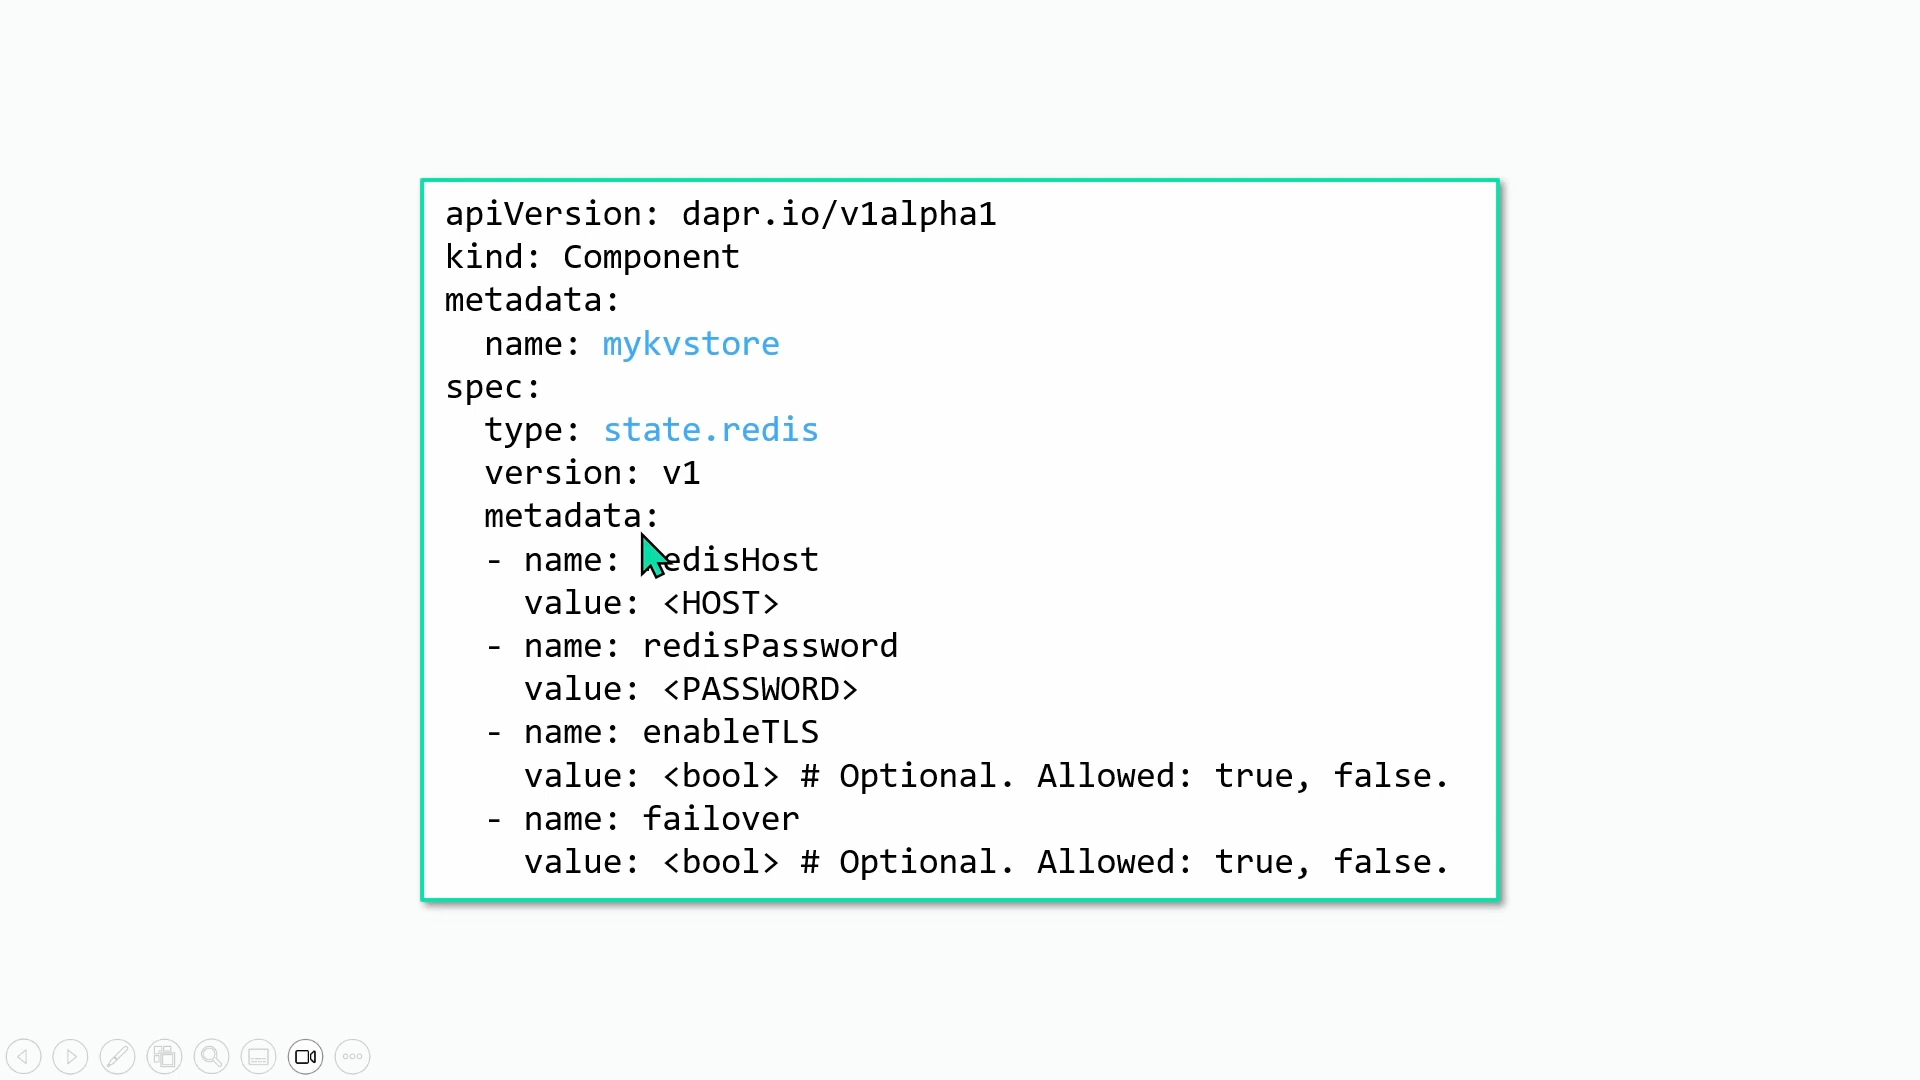 apiVersion: dapr.io/v1alpha1
kind: Component
metadata:
  name: mykvstore
spec:
  type: state.redis
  version: v1
  metadata:
  - name: redisHost
    value: <HOST>
  - name: redisPassword
    value: <PASSWORD>
  - name: enableTLS
    value: <bool> # Optional. Allowed: true, false.
  - name: failover
    value: <bool> # Optional. Allowed: true, false.